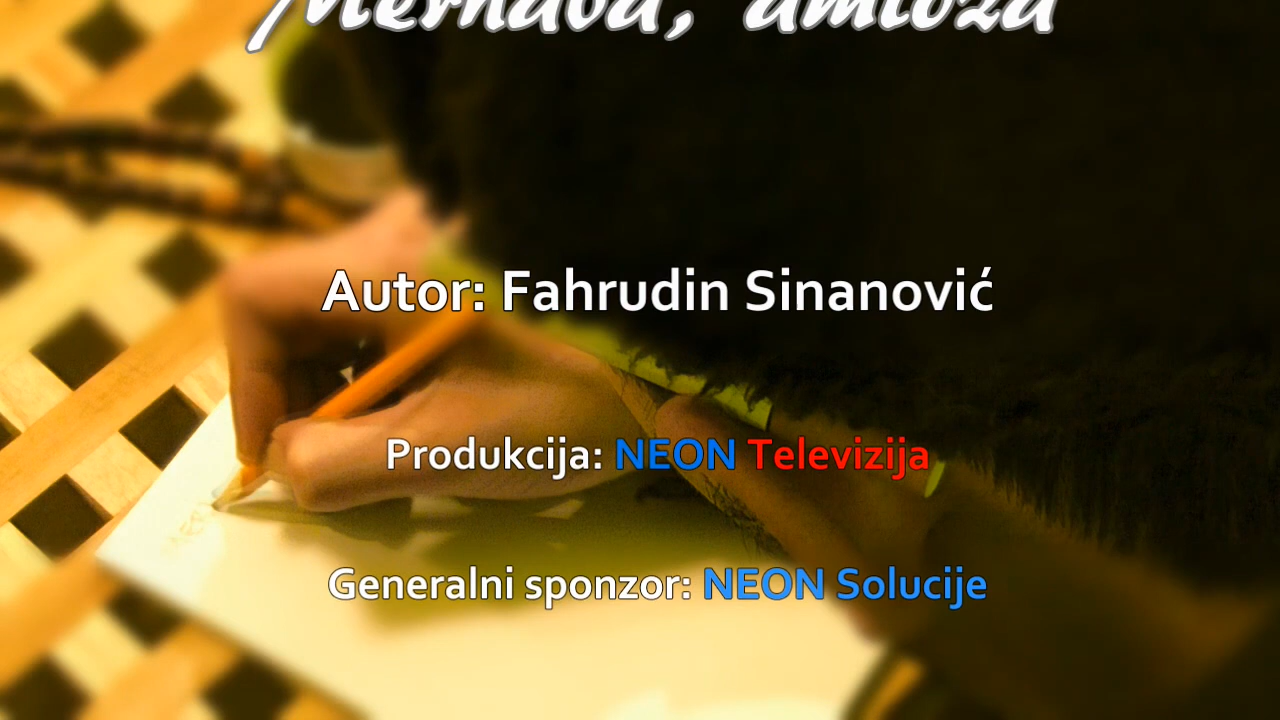 Autor: Fahrudin Sinanović
Produkcija: NEON Televizija
Generalni sponzor: NEON Solucije